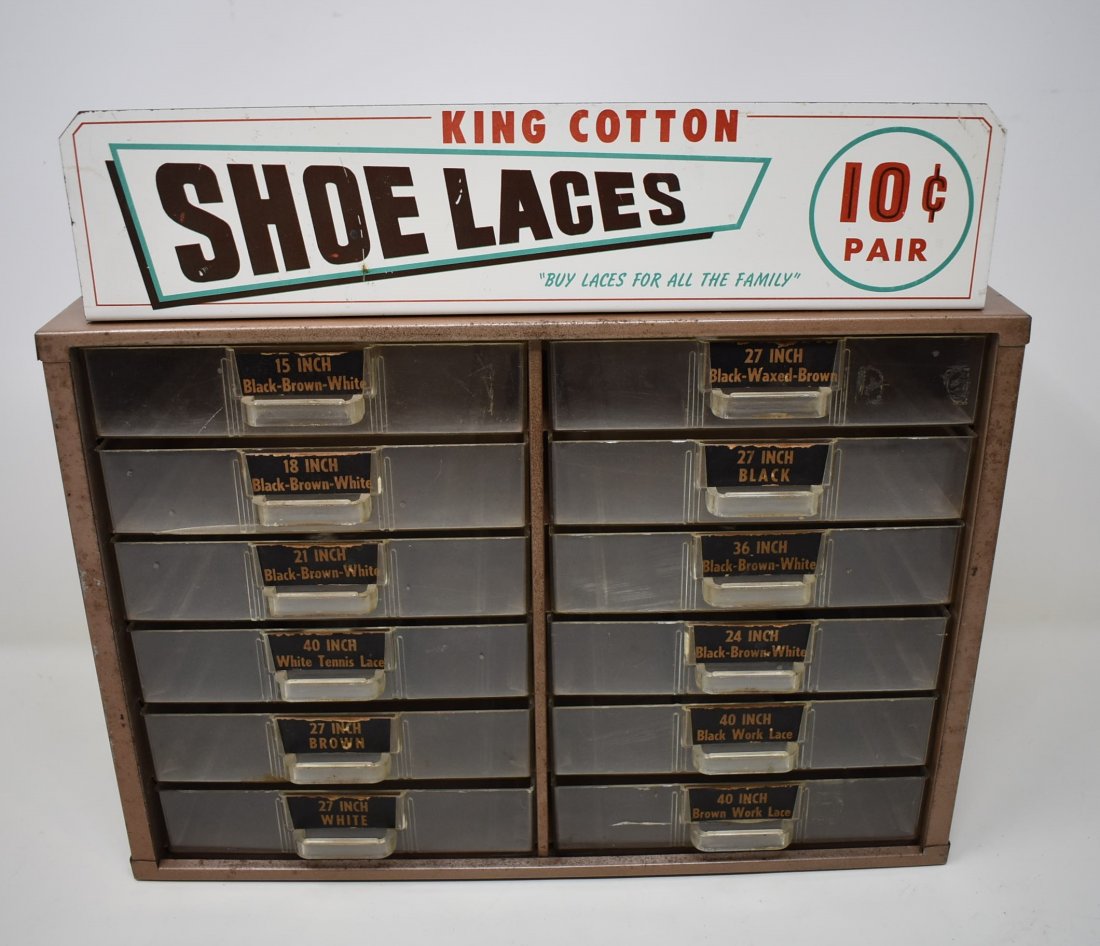 KING COTTON
SHOE LACES
10¢
PAIR
"BUY LACES FOR ALL THE FAMILY"
15 INCH
Black-Brown-White
27 INCH
Black-Waxed-Brown
18 INCH
Black-Brown-White
27 INCH
BLACK
21 INCH
Black-Brown-White
36 INCH
Black-Brown-White
40 INCH
White Tennis Lace
24 INCH
Black-Brown-White
27 INCH
BROWN
40 INCH
Black Work Lace
27 INCH
WHITE
40 INCH
Brown Work Lace